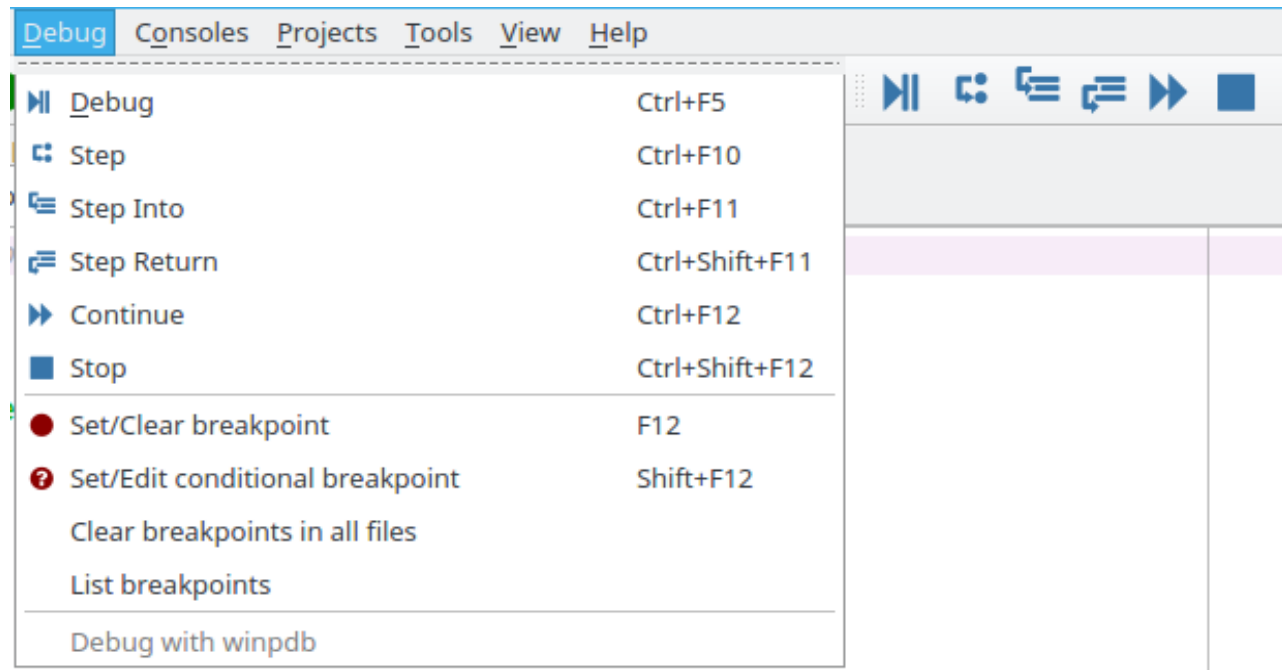 Debug Consoles Projects Tools View Help
Debug Ctrl+F5
Step Ctrl+F10
Step Into Ctrl+F11
Step Return Ctrl+Shift+F11
Continue Ctrl+F12
Stop Ctrl+Shift+F12
Set/Clear breakpoint F12
Set/Edit conditional breakpoint Shift+F12
Clear breakpoints in all files
List breakpoints
Debug with winpdb